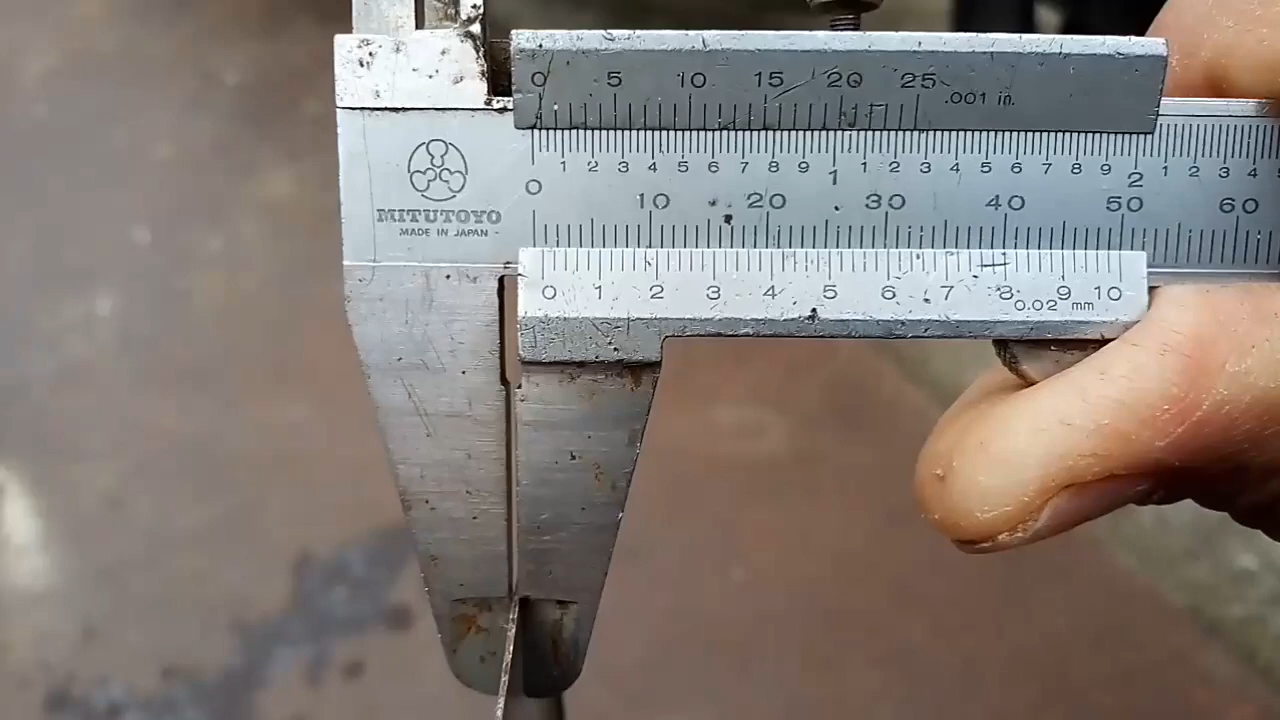 0 5 10 15 20 25 .001 in.
1 2 3 4 5 6 7 8 9 1 1 2 3 4 5 6 7 8 9 2 1 2 3 4
0 10 20 30 40 50 60
MITUTOYO
MADE IN JAPAN
0 1 2 3 4 5 6 7 8 9 10
0.02 mm